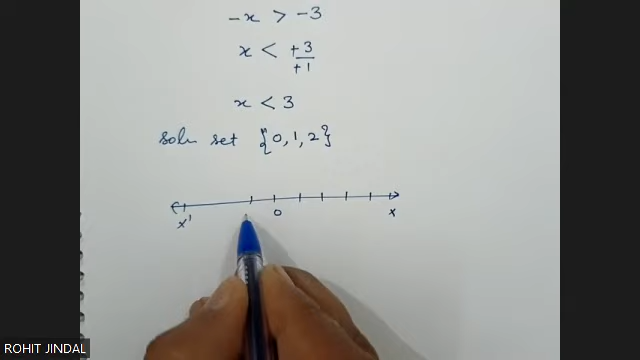 -x > -3
x < +3/+1
x < 3
soln set {0, 1, 2}
0
x' x
ROHIT JINDAL